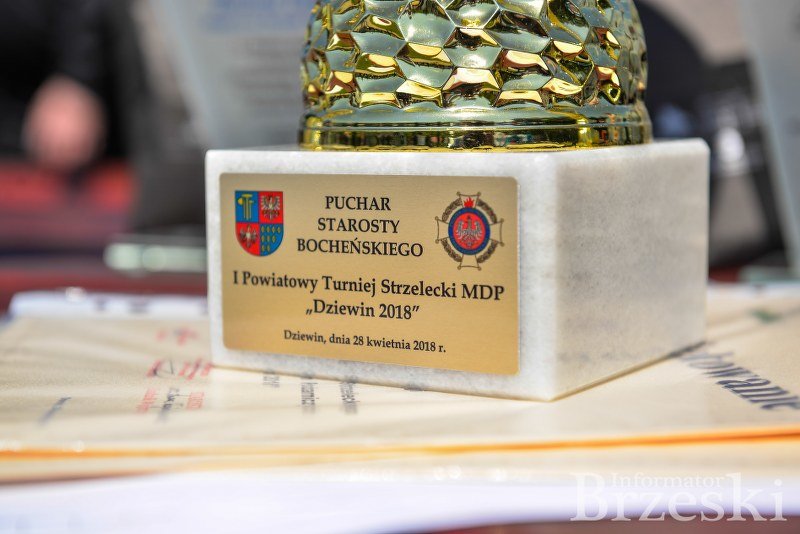 PUCHAR
STAROSTY
BOCHEŃSKIEGO
I Powiatowy Turniej Strzelecki MDP
„Dziewin 2018”
Dziewin, dnia 28 kwietnia 2018 r.
Informator
Brzeski